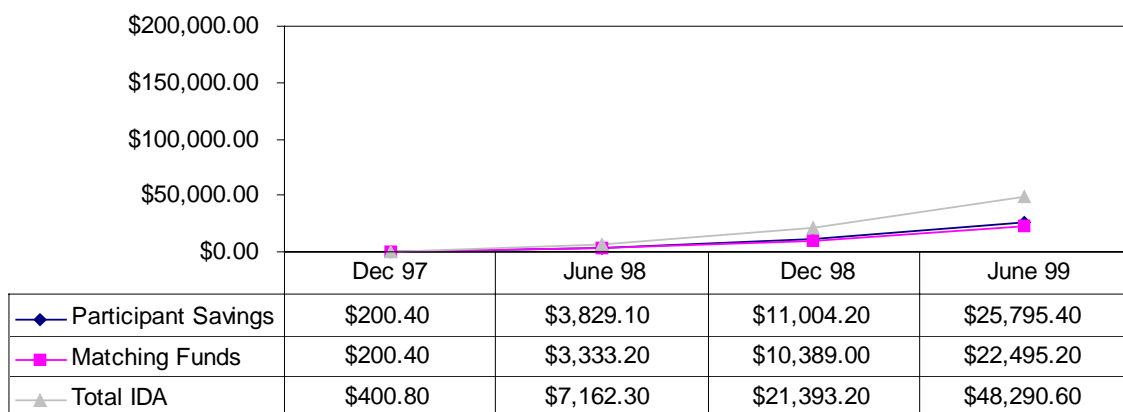 $200,000.00
$150,000.00
$100,000.00
$50,000.00
$0.00
Dec 97 June 98 Dec 98 June 99
Participant Savings $200.40 $3,829.10 $11,004.20 $25,795.40
Matching Funds $200.40 $3,333.20 $10,389.00 $22,495.20
Total IDA $400.80 $7,162.30 $21,393.20 $48,290.60